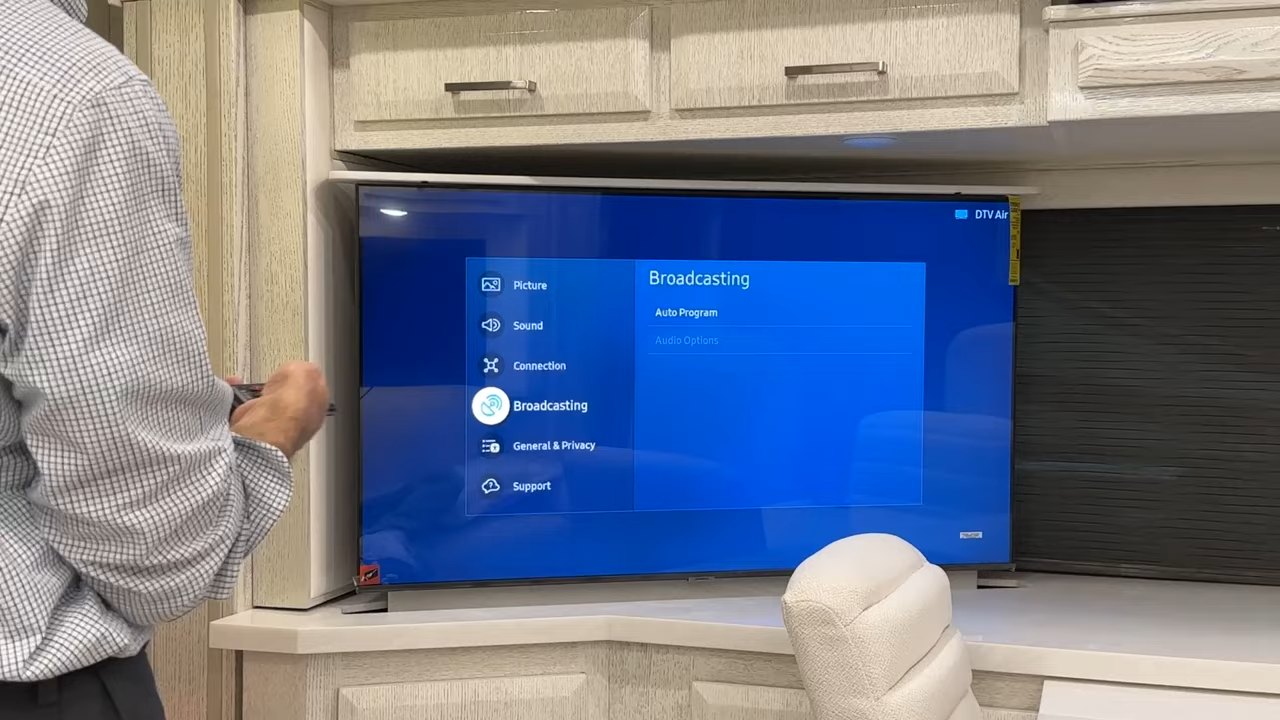 DTV Air
Picture
Sound
Connection
Broadcasting
General & Privacy
Support
Broadcasting
Auto Program
Audio Options